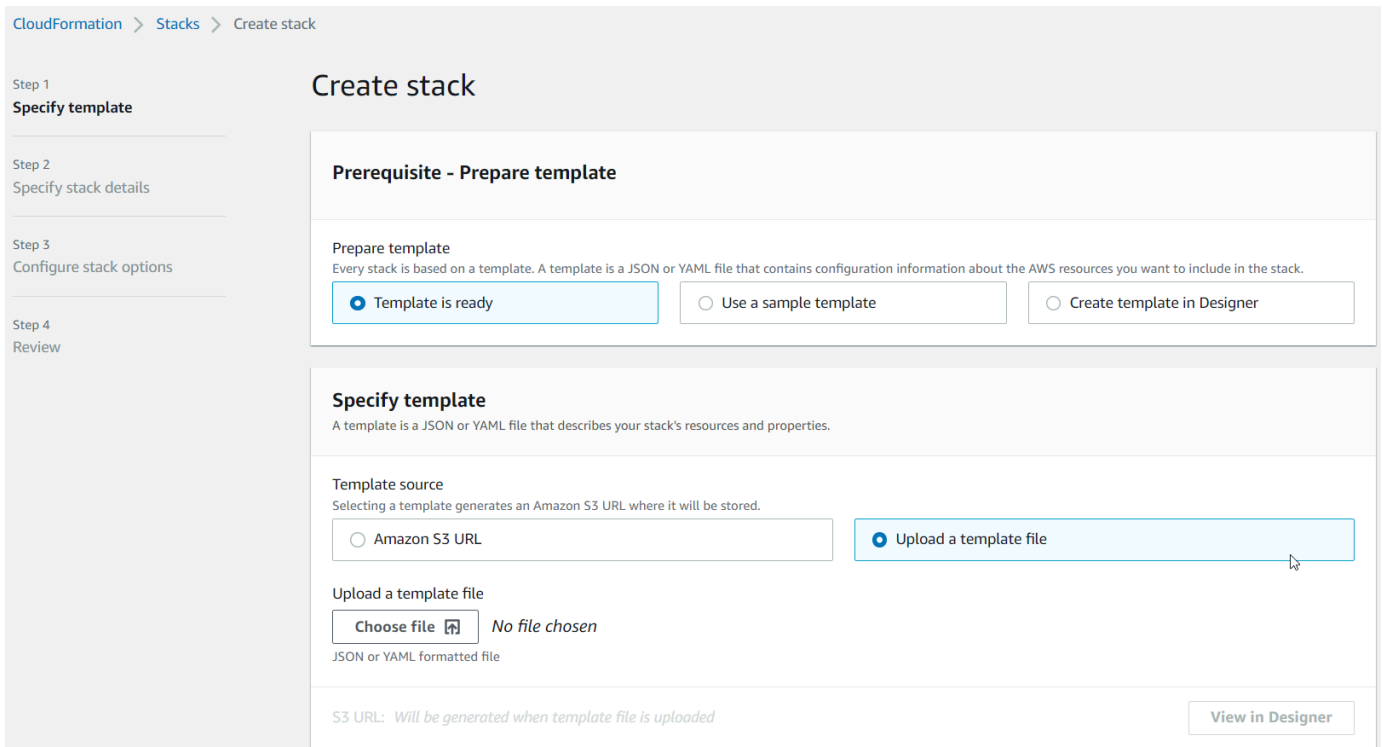 CloudFormation > Stacks > Create stack
Step 1
Specify template
Step 2
Specify stack details
Step 3
Configure stack options
Step 4
Review
Create stack
Prerequisite - Prepare template
Prepare template
Every stack is based on a template. A template is a JSON or YAML file that contains configuration information about the AWS resources you want to include in the stack.
Template is ready
Use a sample template
Create template in Designer
Specify template
A template is a JSON or YAML file that describes your stack's resources and properties.
Template source
Selecting a template generates an Amazon S3 URL where it will be stored.
Amazon S3 URL
Upload a template file
Upload a template file
Choose file No file chosen
JSON or YAML formatted file
S3 URL: Will be generated when template file is uploaded
View in Designer